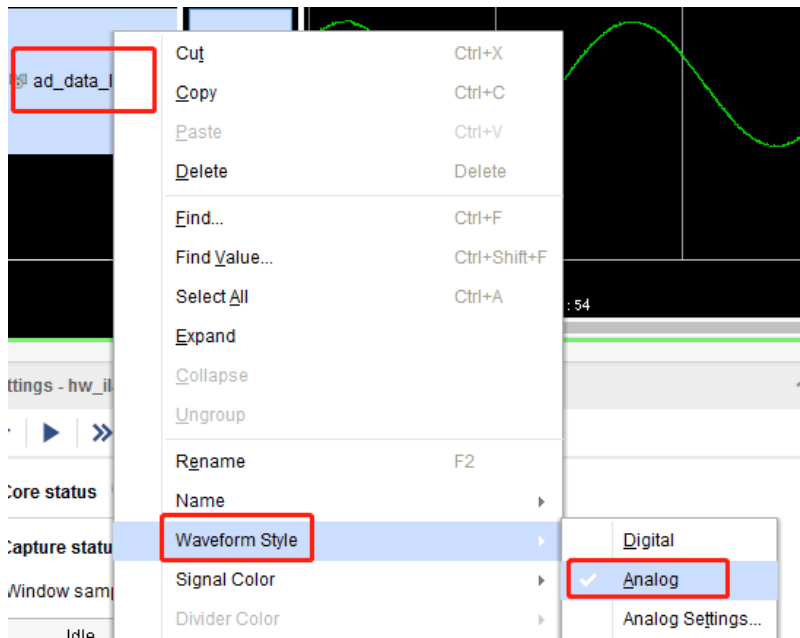 ad_data_
Cut Ctrl+X
Copy Ctrl+C
Paste Ctrl+V
Delete Delete
Find... Ctrl+F
Find Value... Ctrl+Shift+F
Select All Ctrl+A
: 54
Expand
Collapse
ttings - hw_il
Ungroup
Rename F2
Core status
Name
Waveform Style
Digital
Capture statu
Signal Color
Analog
Window sam
Divider Color
Analog Settings...
Idle